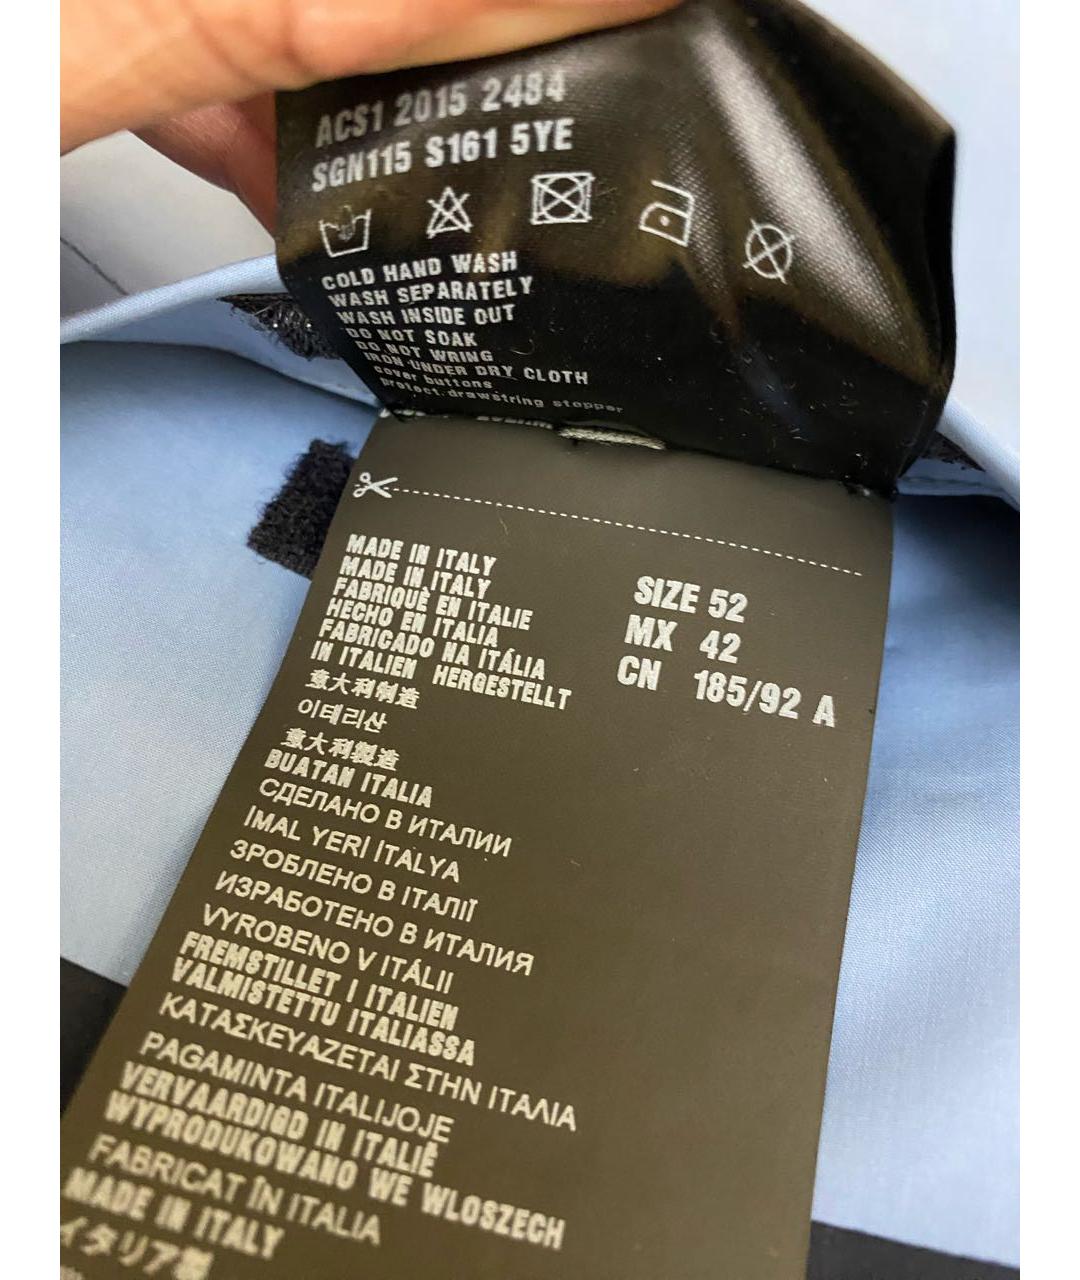 ACS1 2015 2484
SGN115 S161 5YE
COLD HAND WASH
WASH SEPARATELY
WASH INSIDE OUT
DO NOT SOAK
DO NOT WRING
IRON UNDER DRY CLOTH
cover buttons
protect.drawstring stopper
MADE IN ITALY
MADE IN ITALY
FABRIQUÈ EN ITALIE
HECHO EN ITALIA
FABRICADO NA ITÁLIA
IN ITALIEN HERGESTELLT
意大利制造
이테리산
意大利製造
BUATAN ITALIA
СДЕЛАНО В ИТАЛИИ
İMAL YERİ İTALYA
ЗРОБЛЕНО В ІТАЛІЇ
ИЗРАБОТЕНО В ИТАЛИЯ
VYROBENO V ITÁLII
FREMSTILLET I ITALIEN
VALMISTETTU ITALIASSA
ΚΑΤΑΣΚΕΥΑΖΕΤΑΙ ΣΤΗΝ ΙΤΑΛΙΑ
PAGAMINTA ITALIJOJE
VERVAARDIGD IN ITALIË
WYPRODUKOWANO WE WLOSZECH
FABRICAT ÎN ITALIA
MADE IN ITALY
イタリア製
SIZE 52
MX 42
CN 185/92 A